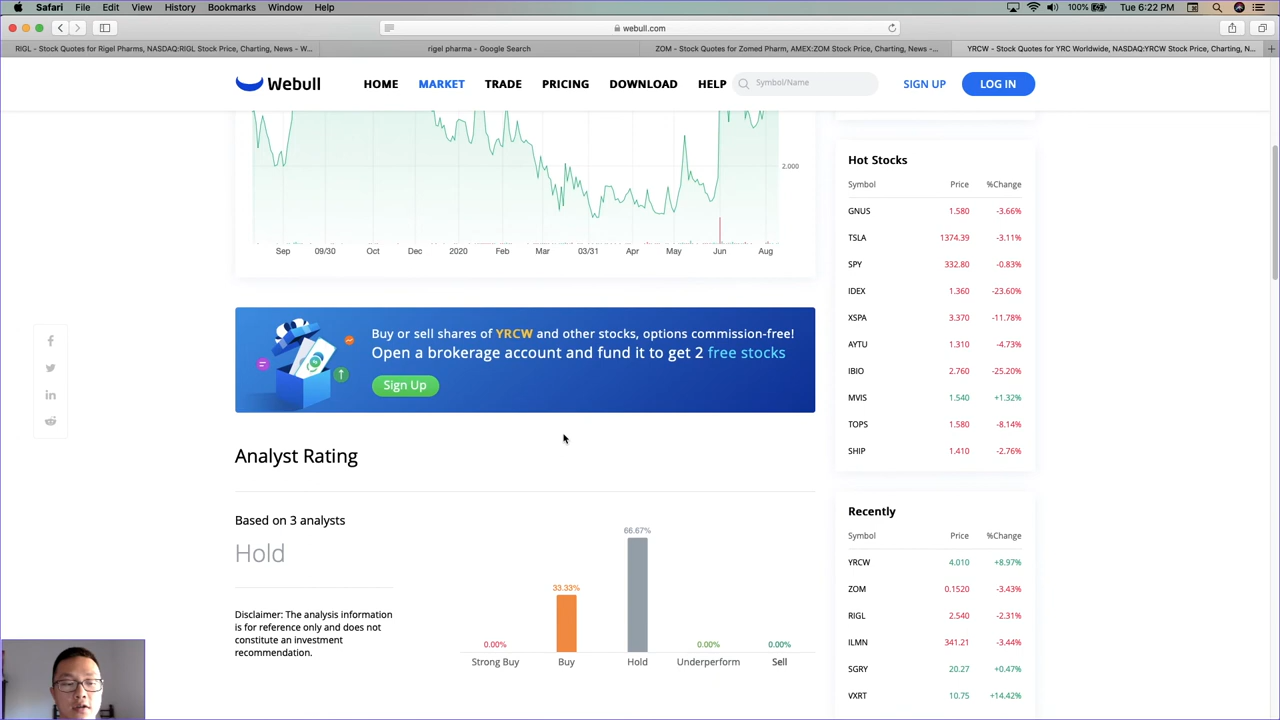 Safari File Edit View History Bookmarks Window Help
100% Tue 6:22 PM
webull.com
RIGL - Stock Quotes for Rigel Pharms, NASDAQ:RIGL Stock Price, Charting, News - W...
rigel pharma - Google Search
ZOM - Stock Quotes for Zomed Pharm, AMEX:ZOM Stock Price, Charting, News -...
YRCW - Stock Quotes for YRC Worldwide, NASDAQ:YRCW Stock Price, Charting, N...
Webull HOME MARKET TRADE PRICING DOWNLOAD HELP Symbol/Name SIGN UP LOG IN
2.000
Sep 09/30 Oct Dec 2020 Feb Mar 03/31 Apr May Jun Aug
Buy or sell shares of YRCW and other stocks, options commission-free!
Open a brokerage account and fund it to get 2 free stocks
Sign Up
Analyst Rating
Based on 3 analysts
Hold
Disclaimer: The analysis information
is for reference only and does not
constitute an investment
recommendation.
0.00% 33.33% 66.67% 0.00% 0.00%
Strong Buy Buy Hold Underperform Sell
Hot Stocks
Symbol Price %Change
GNUS 1.580 -3.66%
TSLA 1374.39 -3.11%
SPY 332.80 -0.83%
IDEX 1.360 -23.60%
XSPA 3.370 -11.78%
AYTU 1.310 -4.73%
IBIO 2.760 -25.20%
MVIS 1.540 +1.32%
TOPS 1.580 -8.14%
SHIP 1.410 -2.76%
Recently
Symbol Price %Change
YRCW 4.010 +8.97%
ZOM 0.1520 -3.43%
RIGL 2.540 -2.31%
ILMN 341.21 -3.44%
SGRY 20.27 +0.47%
VXRT 10.75 +14.42%